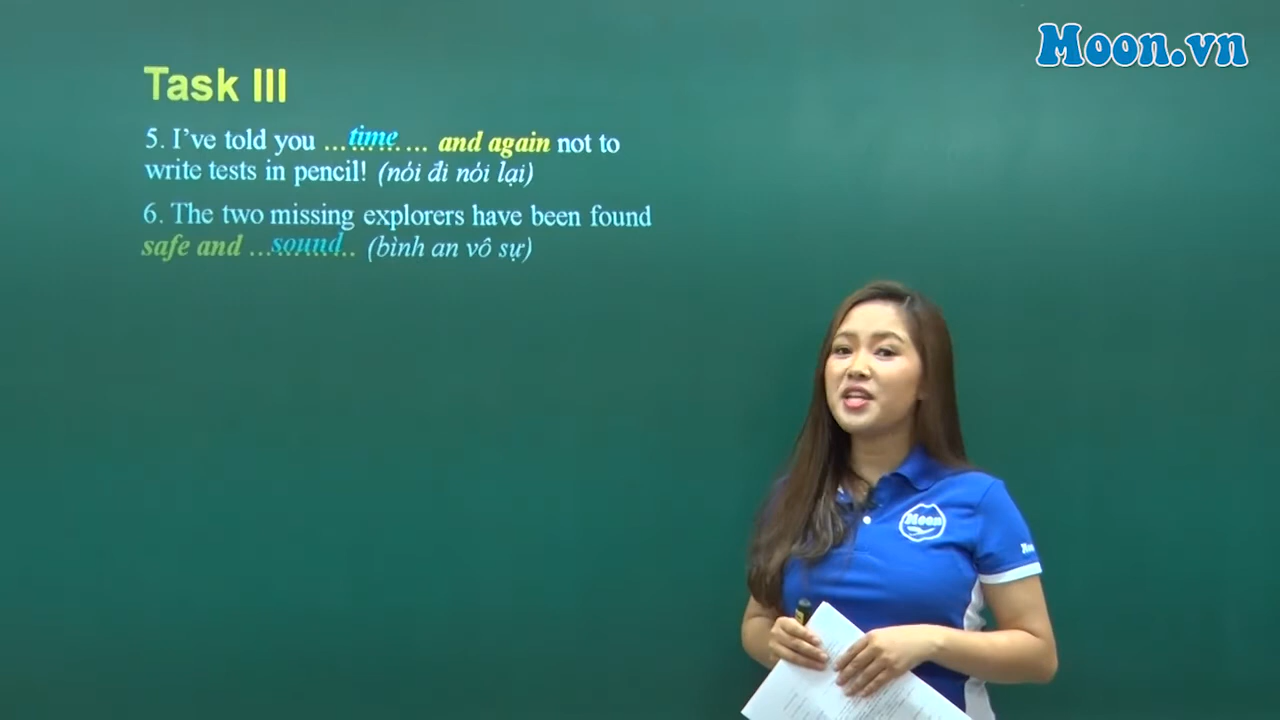 Moon.vn
Task III
5. I've told you …time… and again not to
write tests in pencil! (nói đi nói lại)
6. The two missing explorers have been found
safe and …sound… (bình an vô sự)
Moon